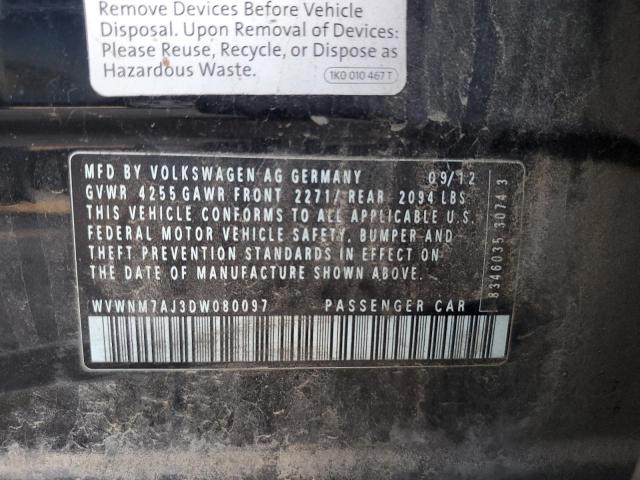 Remove Devices Before Vehicle
Disposal. Upon Removal of Devices:
Please Reuse, Recycle, or Dispose as
Hazardous Waste.
1K0 010 467 T
MFD BY VOLKSWAGEN AG GERMANY 09/12
GVWR 4255 GAWR FRONT 2271/ REAR 2094 LBS
THIS VEHICLE CONFORMS TO ALL APPLICABLE U.S.
FEDERAL MOTOR VEHICLE SAFETY, BUMPER AND
THEFT PREVENTION STANDARDS IN EFFECT ON
THE DATE OF MANUFACTURE SHOWN ABOVE.
WVWNM7AJ3DW080097 PASSENGER CAR
8346035 3074 3